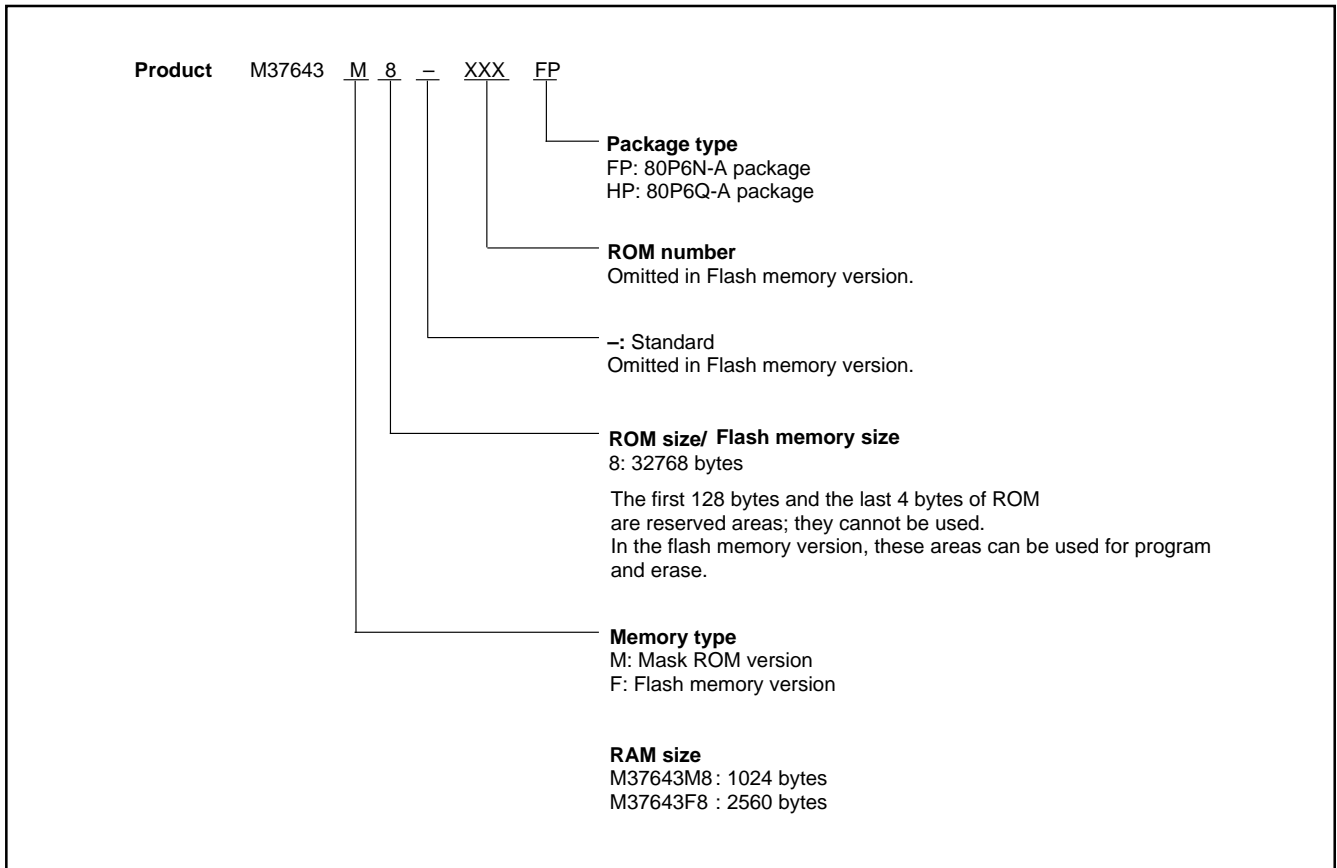 Product M37643 M 8 – XXX FP
Package type
FP: 80P6N-A package
HP: 80P6Q-A package
ROM number
Omitted in Flash memory version.
–: Standard
Omitted in Flash memory version.
ROM size/ Flash memory size
8: 32768 bytes
The first 128 bytes and the last 4 bytes of ROM
are reserved areas; they cannot be used.
In the flash memory version, these areas can be used for program
and erase.
Memory type
M: Mask ROM version
F: Flash memory version
RAM size
M37643M8 : 1024 bytes
M37643F8 : 2560 bytes